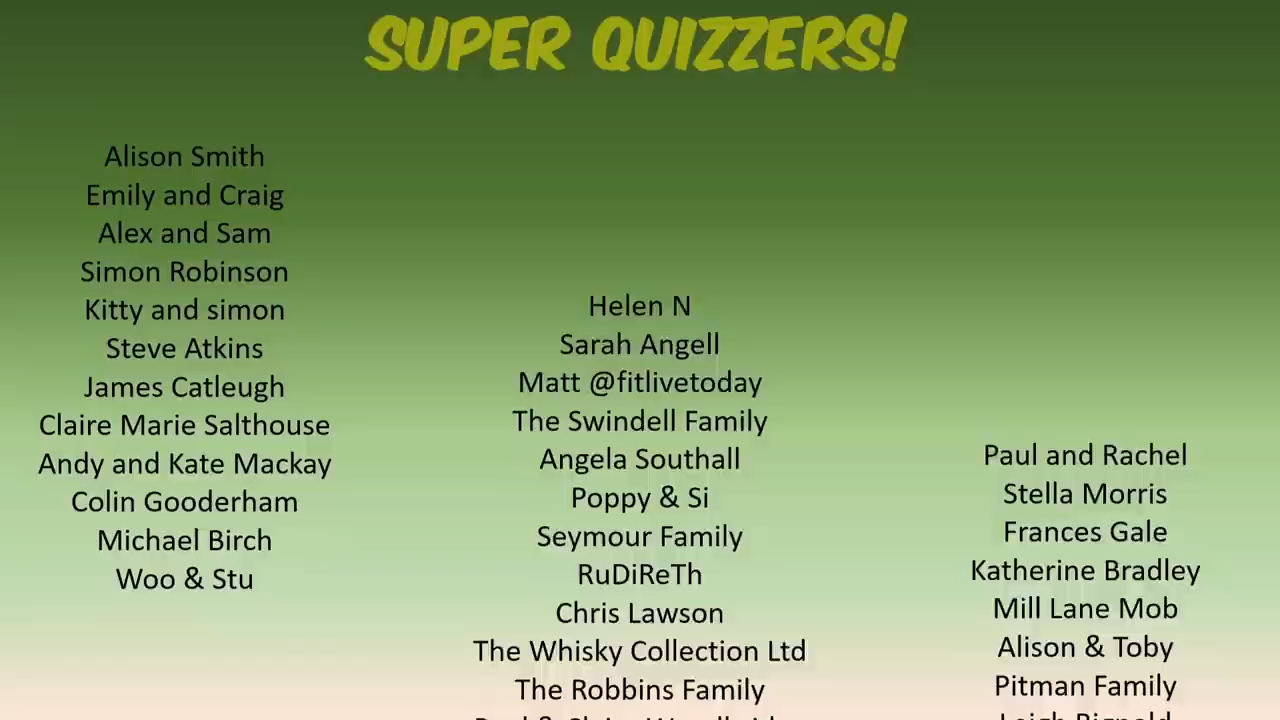 SUPER QUIZZERS!
Alison Smith
Emily and Craig
Alex and Sam
Simon Robinson
Kitty and simon
Steve Atkins
James Catleugh
Claire Marie Salthouse
Andy and Kate Mackay
Colin Gooderham
Michael Birch
Woo & Stu
Helen N
Sarah Angell
Matt @fitlivetoday
The Swindell Family
Angela Southall
Poppy & Si
Seymour Family
RuDiReTh
Chris Lawson
The Whisky Collection Ltd
The Robbins Family
Paul and Rachel
Stella Morris
Frances Gale
Katherine Bradley
Mill Lane Mob
Alison & Toby
Pitman Family